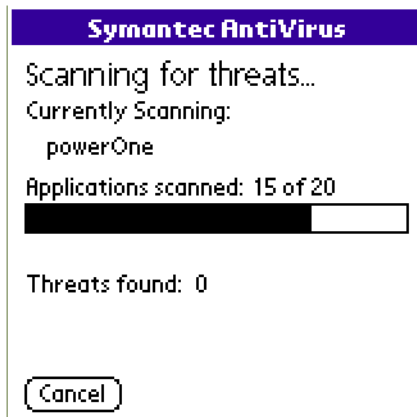 Symantec AntiVirus
Scanning for threats...
Currently Scanning:
powerOne
Applications scanned: 15 of 20
Threats found: 0
Cancel